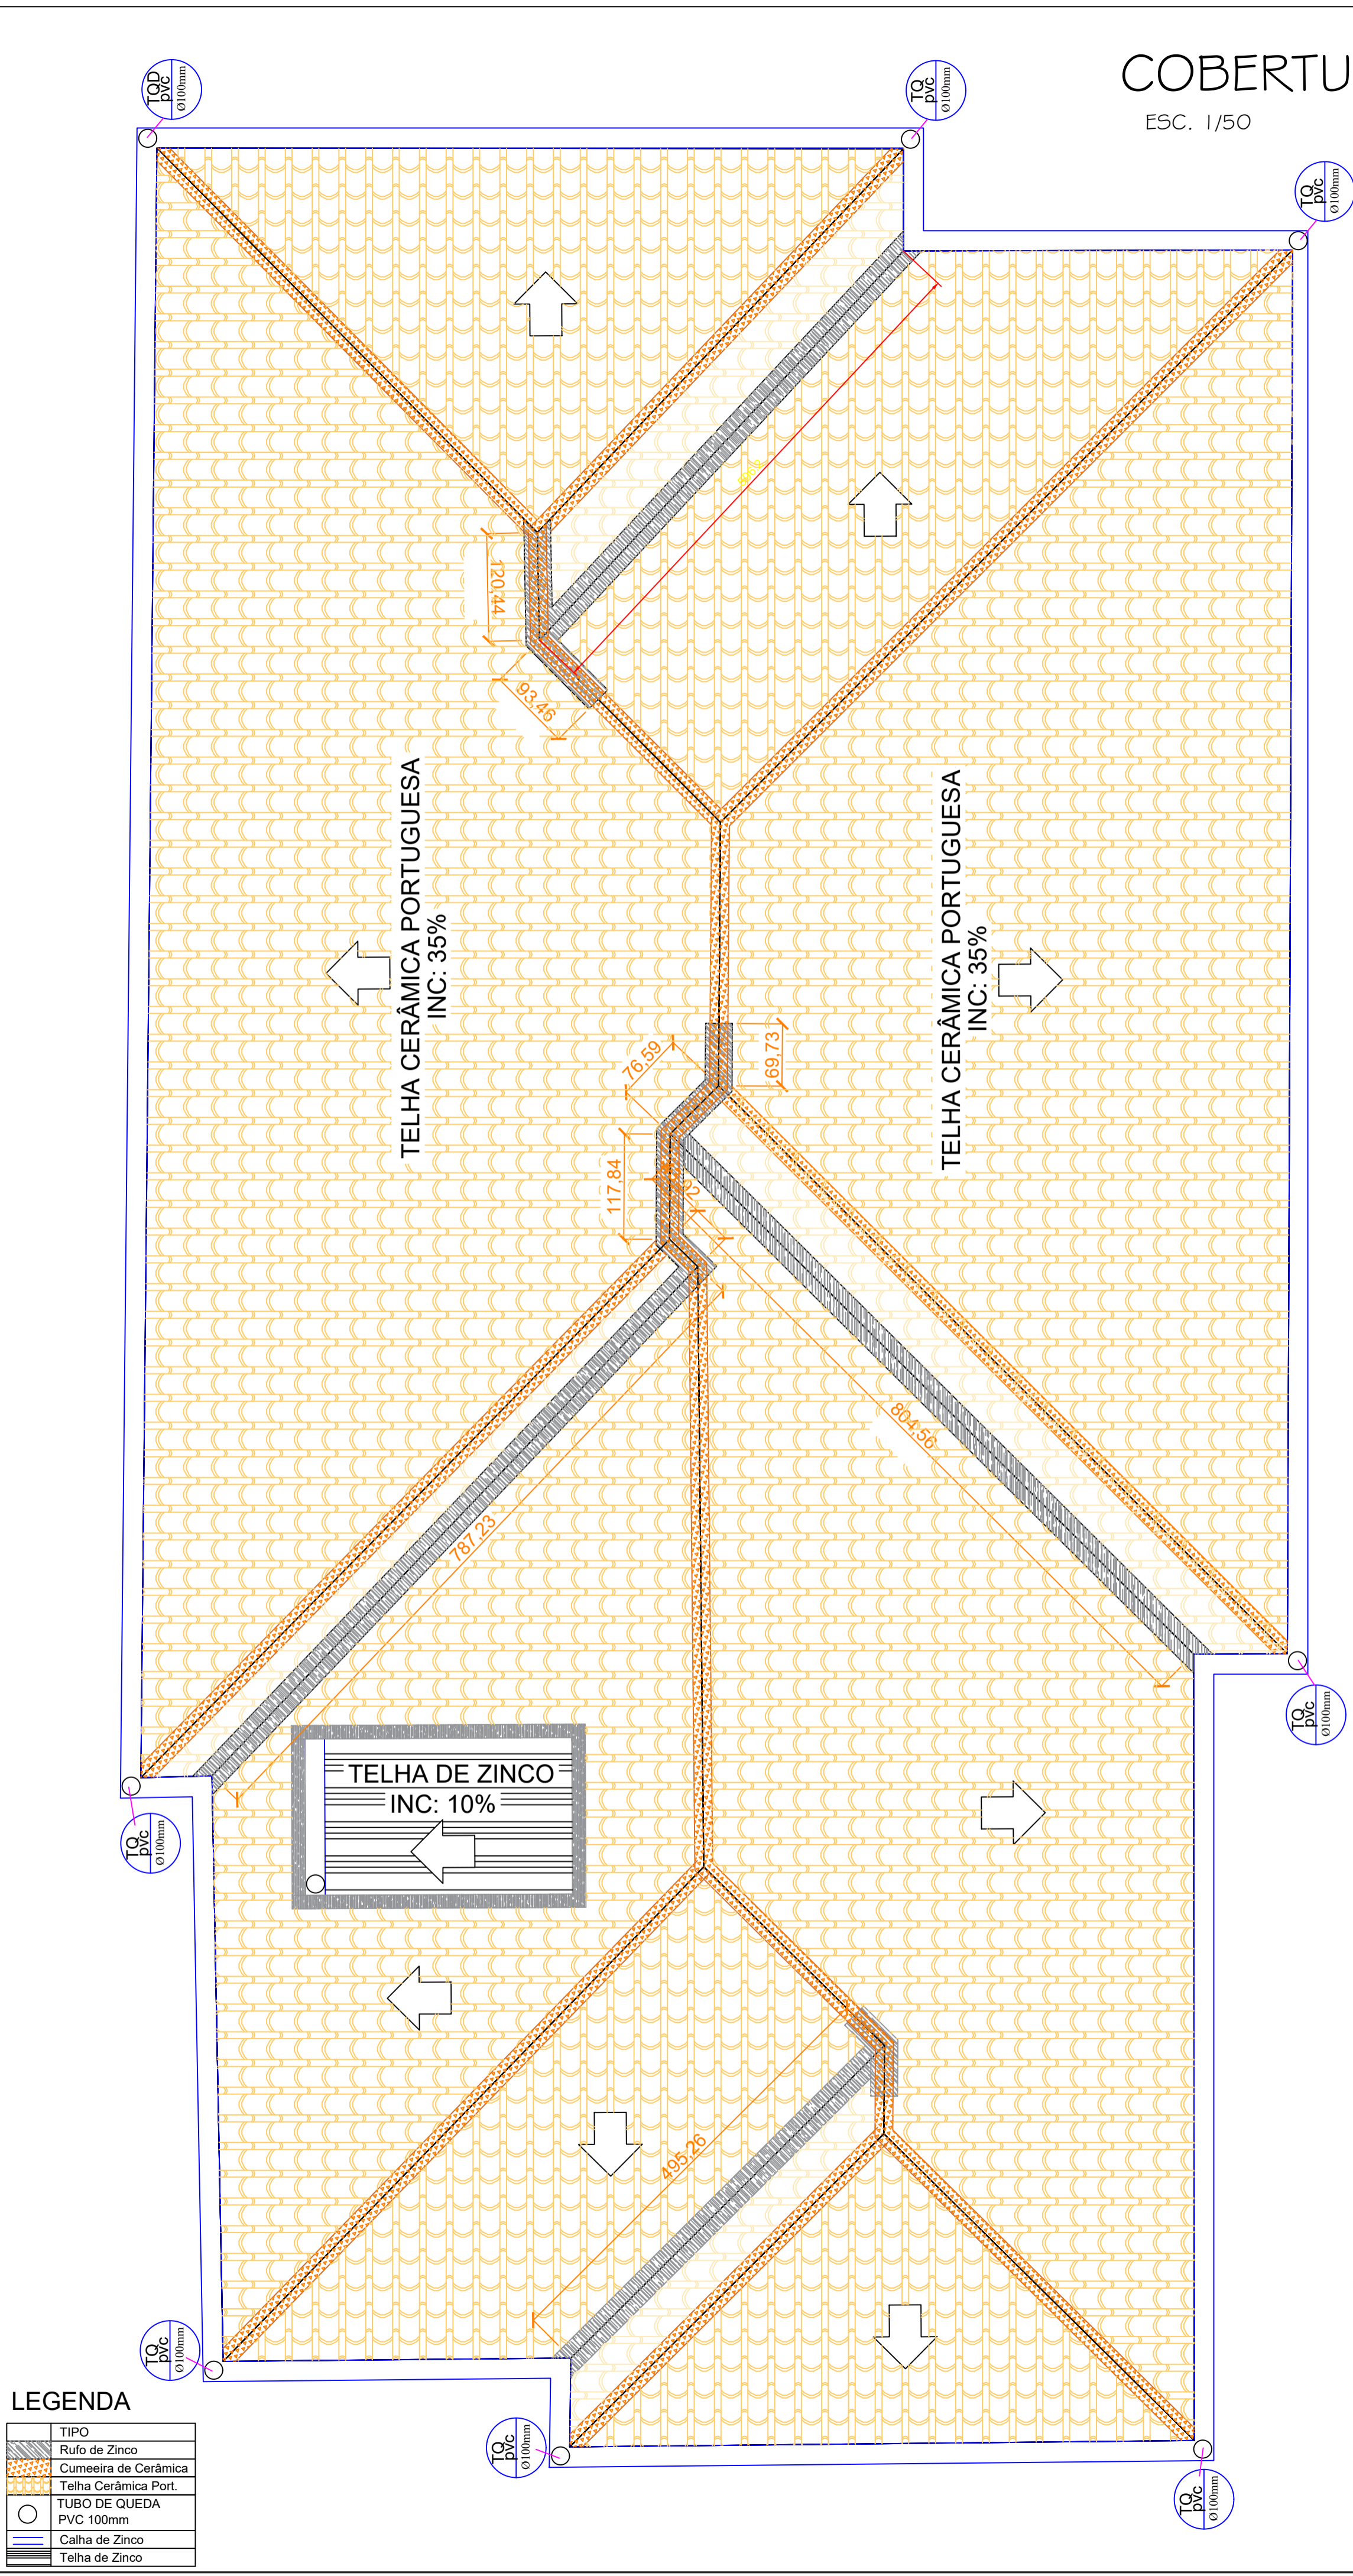 COBERTU
ESC. 1/50
TQD
pvc
Ø100mm
TQ
pvc
Ø100mm
TQ
pvc
Ø100mm
120,44
93,46
TELHA CERÂMICA PORTUGUESA
INC: 35%
TELHA CERÂMICA PORTUGUESA
INC: 35%
76,59
69,73
117,84
804,56
787,23
TQ
pvc
Ø100mm
TELHA DE ZINCO
INC: 10%
TQ
pvc
Ø100mm
495,26
TQ
pvc
Ø100mm
TQ
pvc
Ø100mm
TQ
pvc
Ø100mm
LEGENDA
TIPO
Rufo de Zinco
Cumeeira de Cerâmica
Telha Cerâmica Port.
TUBO DE QUEDA
PVC 100mm
Calha de Zinco
Telha de Zinco